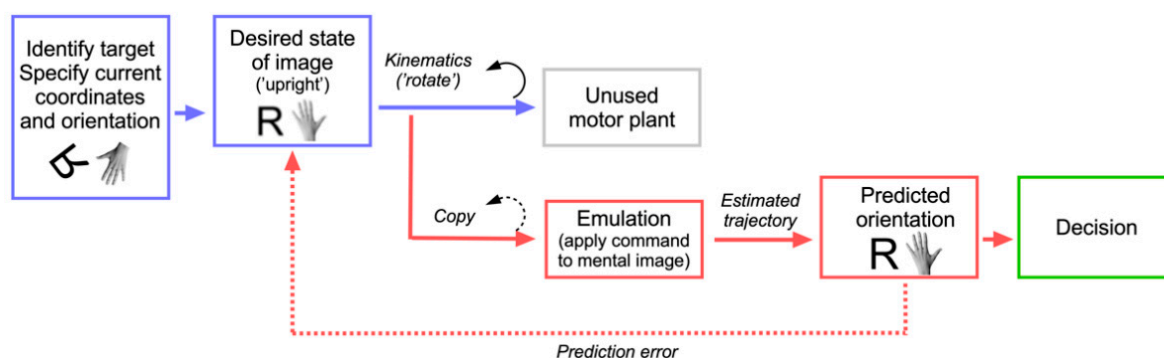 Identify target
Specify current
coordinates
and orientation
R
Desired state
of image
('upright')
R
Kinematics
('rotate')
Unused
motor plant
Copy
Emulation
(apply command
to mental image)
Estimated
trajectory
Predicted
orientation
R
Decision
Prediction error